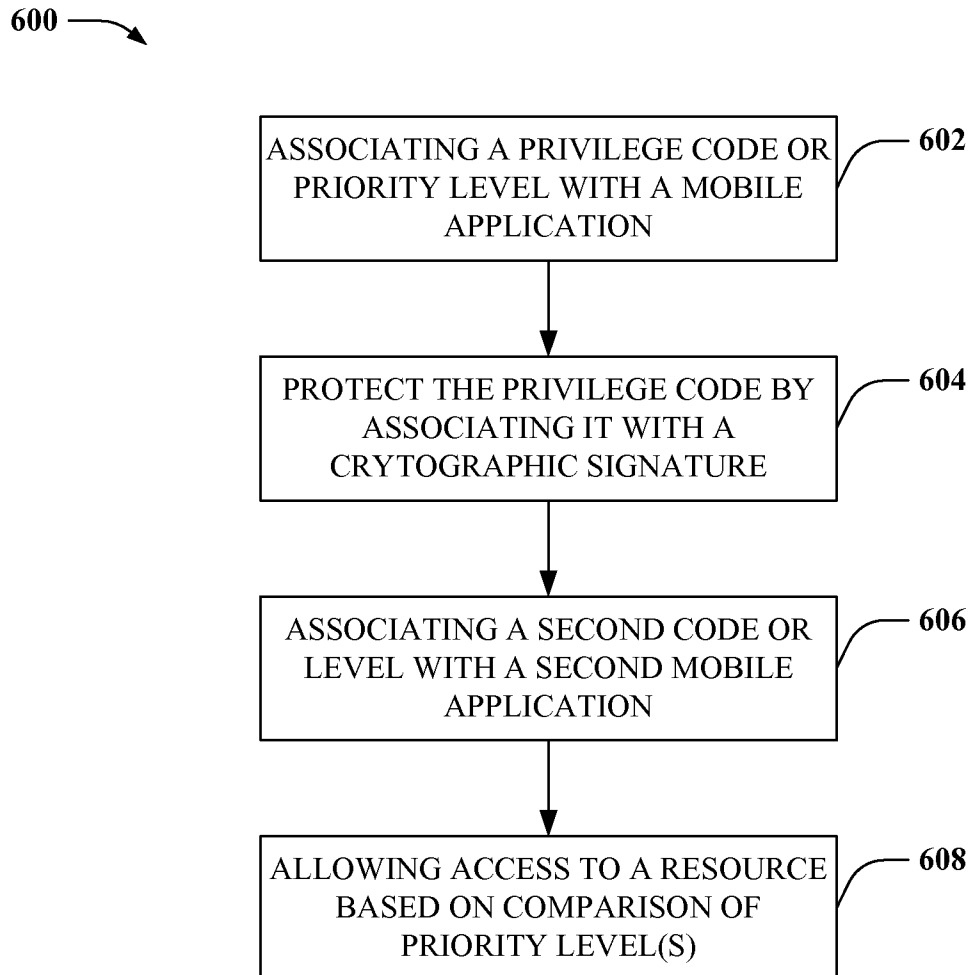 600
ASSOCIATING A PRIVILEGE CODE OR
PRIORITY LEVEL WITH A MOBILE
APPLICATION
602
PROTECT THE PRIVILEGE CODE BY
ASSOCIATING IT WITH A
CRYTOGRAPHIC SIGNATURE
604
ASSOCIATING A SECOND CODE OR
LEVEL WITH A SECOND MOBILE
APPLICATION
606
ALLOWING ACCESS TO A RESOURCE
BASED ON COMPARISON OF
PRIORITY LEVEL(S)
608